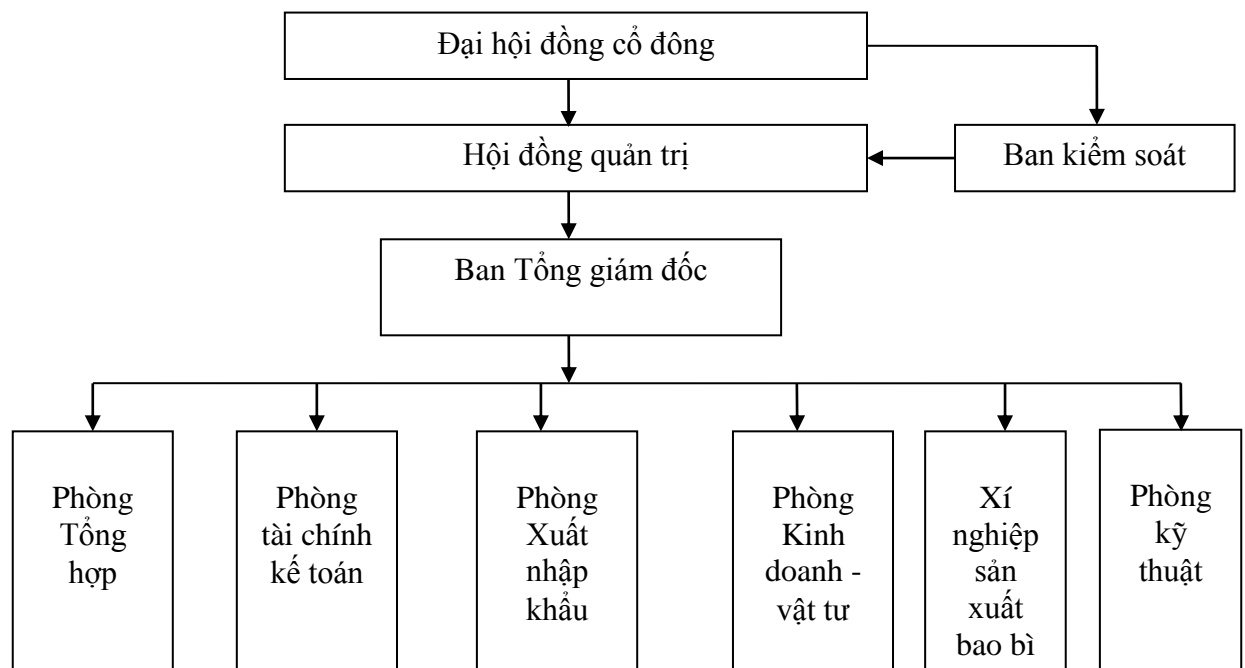 Đại hội đồng cổ đông
Hội đồng quản trị
Ban kiểm soát
Ban Tổng giám đốc
Phòng
Tổng
hợp
Phòng
tài chính
kế toán
Phòng
Xuất
nhập
khẩu
Phòng
Kinh
doanh -
vật tư
Xí
nghiệp
sản
xuất
bao bì
Phòng
kỹ
thuật